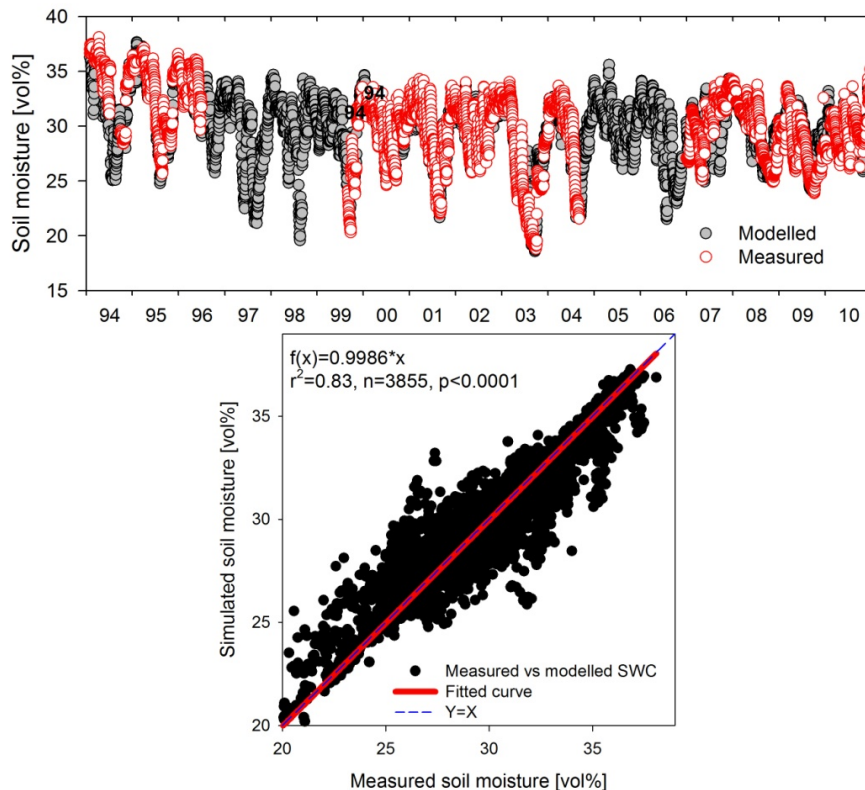 Soil moisture [vol%]
40
35
30
25
20
15
94
94
Modelled
Measured
94 95 96 97 98 99 00 01 02 03 04 05 06 07 08 09 10
f(x)=0.9986*x
r²=0.83, n=3855, p<0.0001
Simulated soil moisture [vol%]
35
30
25
20
Measured vs modelled SWC
Fitted curve
Y=X
20 25 30 35
Measured soil moisture [vol%]